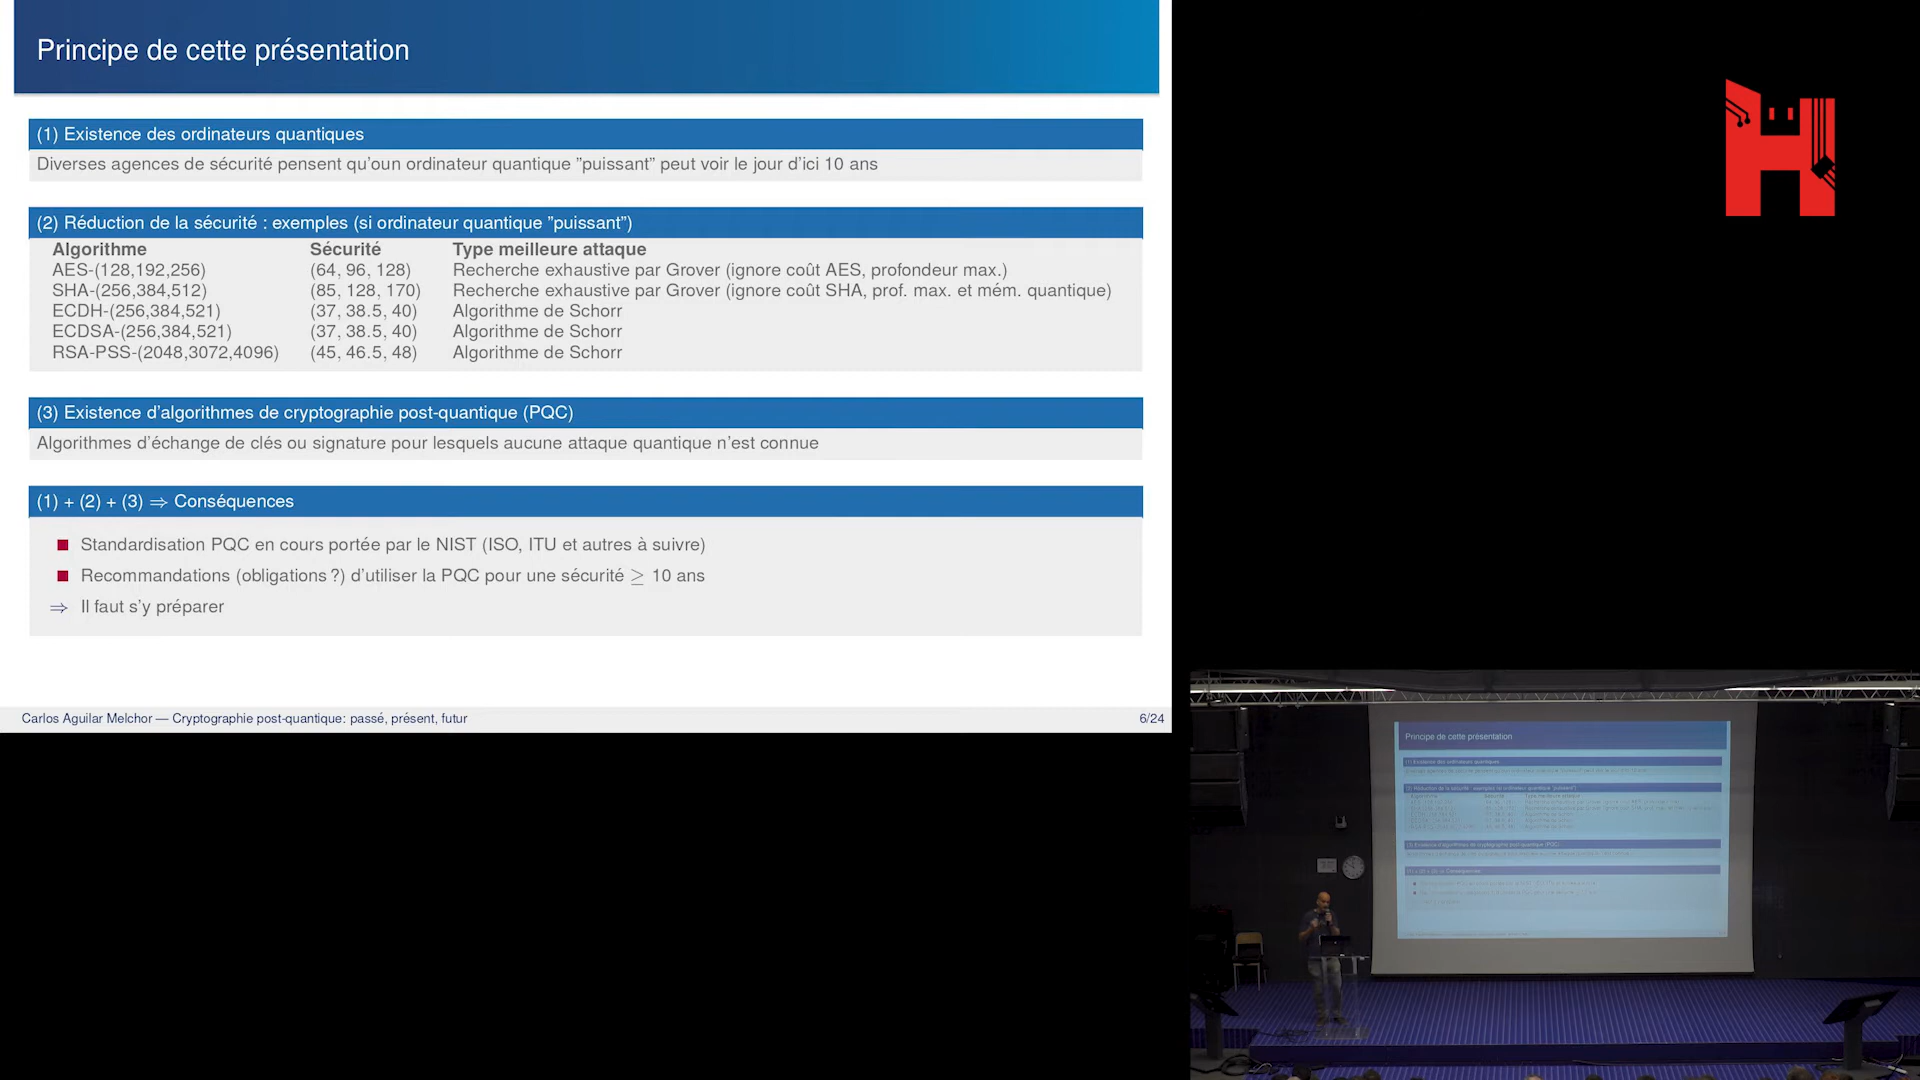 Principe de cette présentation
(1) Existence des ordinateurs quantiques
Diverses agences de sécurité pensent qu'oun ordinateur quantique ”puissant” peut voir le jour d'ici 10 ans
(2) Réduction de la sécurité : exemples (si ordinateur quantique ”puissant”)
Algorithme Sécurité Type meilleure attaque
AES-(128,192,256) (64, 96, 128) Recherche exhaustive par Grover (ignore coût AES, profondeur max.)
SHA-(256,384,512) (85, 128, 170) Recherche exhaustive par Grover (ignore coût SHA, prof. max. et mém. quantique)
ECDH-(256,384,521) (37, 38.5, 40) Algorithme de Schorr
ECDSA-(256,384,521) (37, 38.5, 40) Algorithme de Schorr
RSA-PSS-(2048,3072,4096) (45, 46.5, 48) Algorithme de Schorr
(3) Existence d'algorithmes de cryptographie post-quantique (PQC)
Algorithmes d'échange de clés ou signature pour lesquels aucune attaque quantique n'est connue
(1) + (2) + (3) ⇒ Conséquences
■ Standardisation PQC en cours portée par le NIST (ISO, ITU et autres à suivre)
■ Recommandations (obligations ?) d'utiliser la PQC pour une sécurité ≥ 10 ans
⇒ Il faut s'y préparer
Carlos Aguilar Melchor — Cryptographie post-quantique: passé, présent, futur 6/24
H
Principe de cette présentation